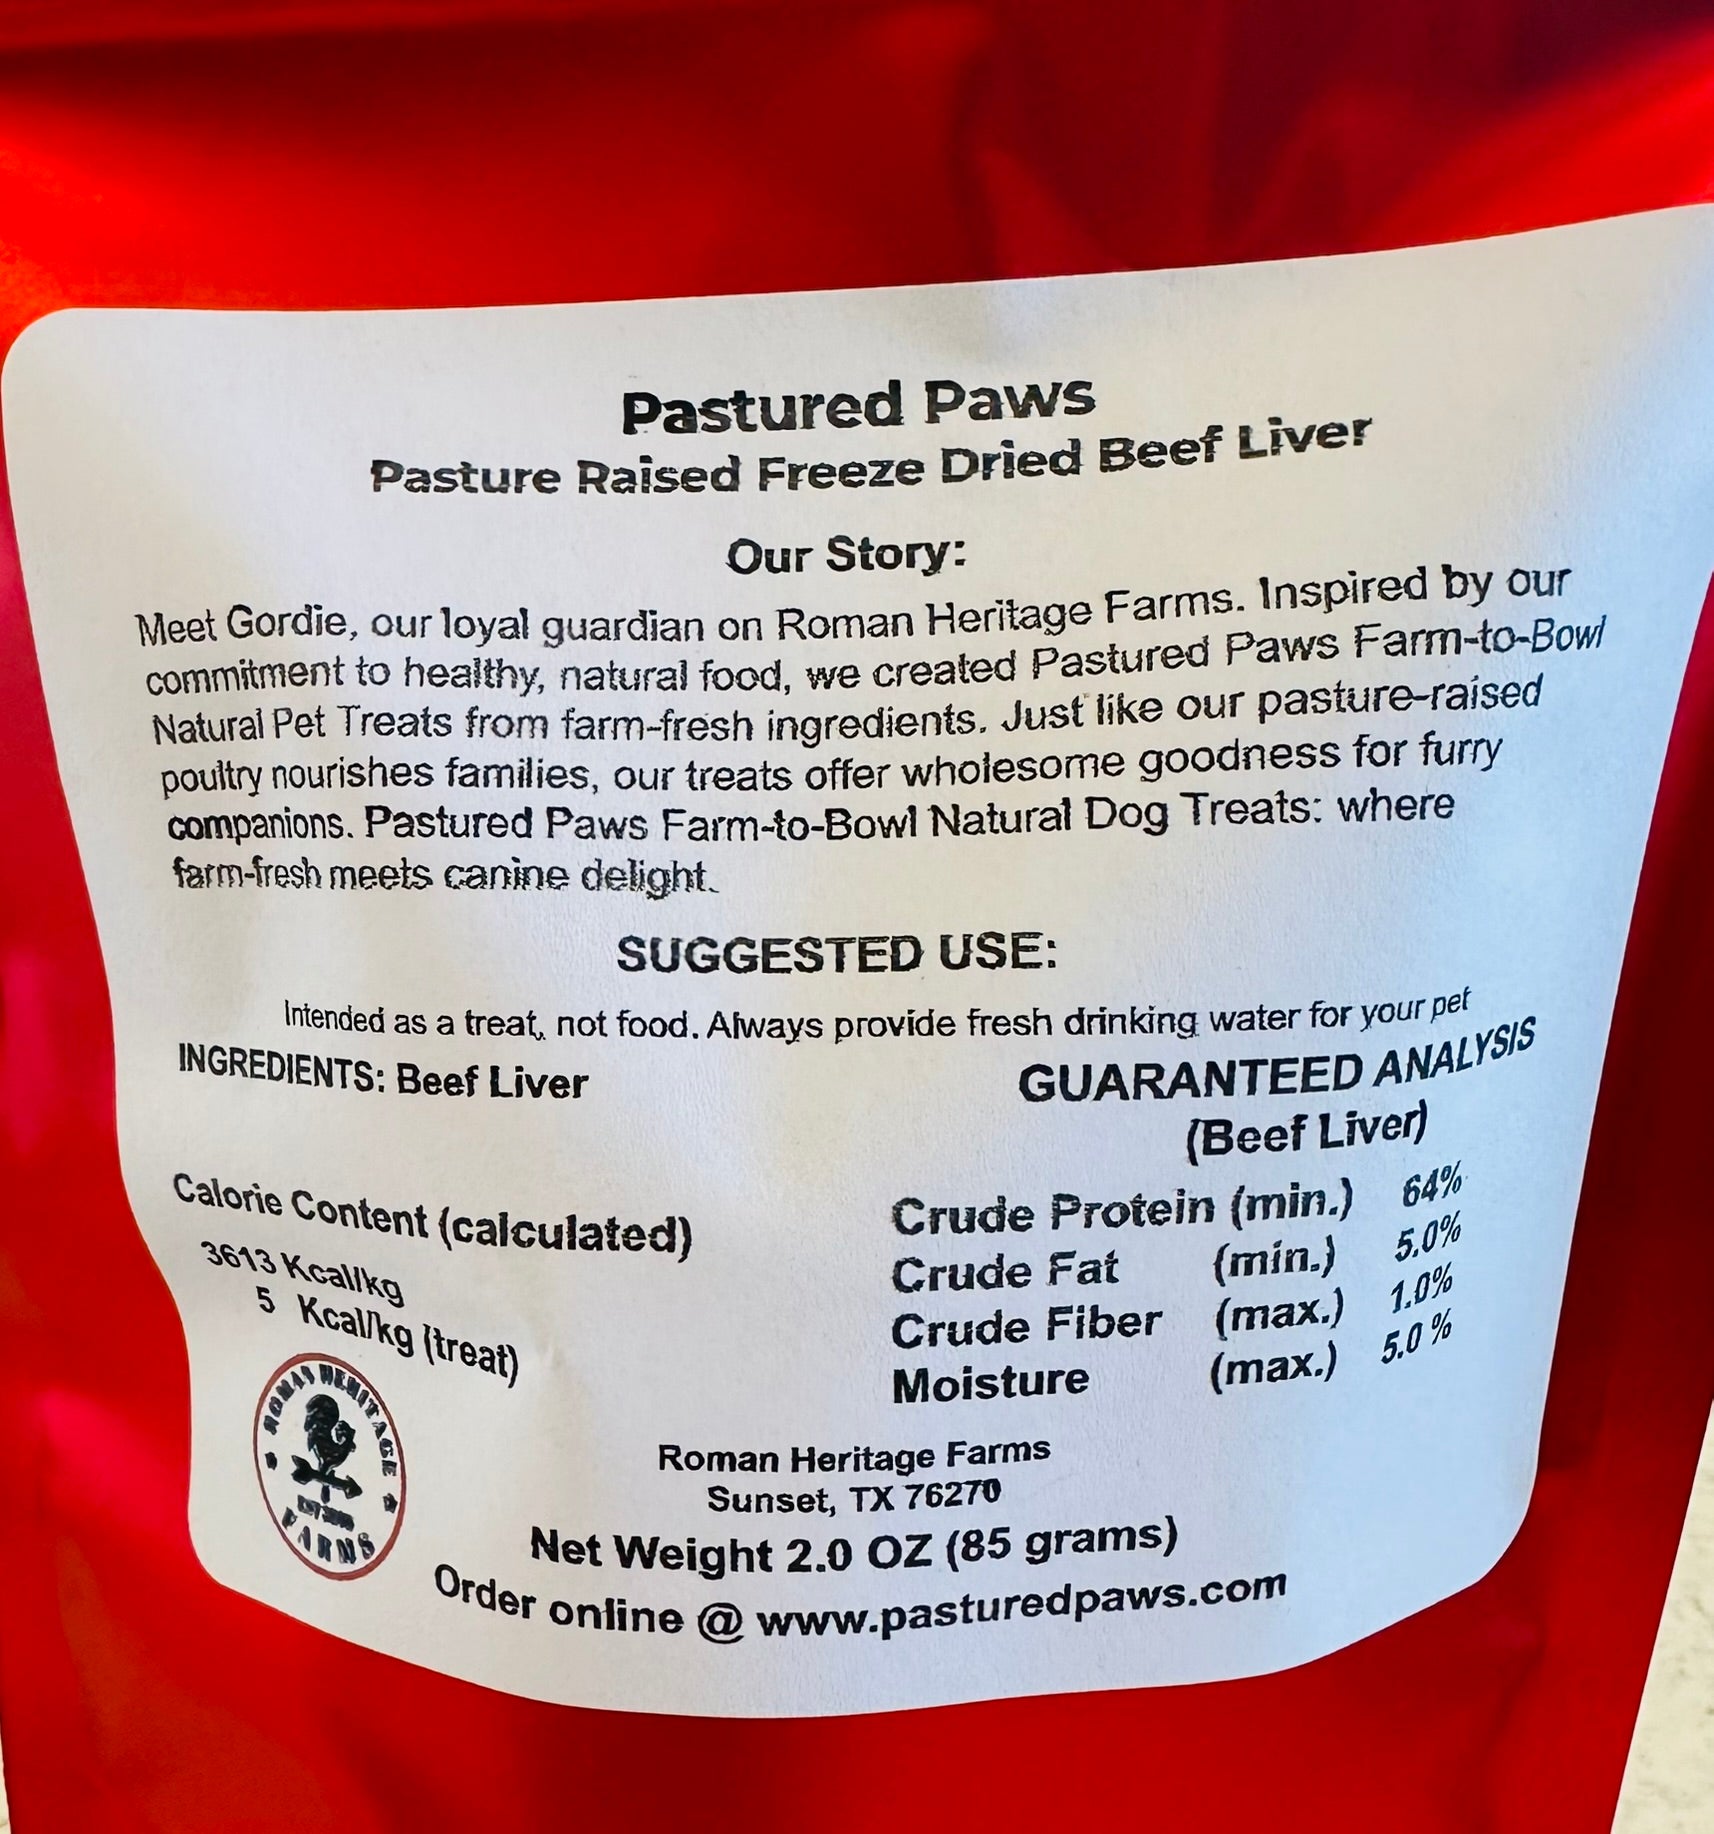 Pastured Paws
Pasture Raised Freeze Dried Beef Liver
Our Story:
Meet Gordie, our loyal guardian on Roman Heritage Farms. Inspired by our
commitment to healthy, natural food, we created Pastured Paws Farm-to-Bowl
Natural Pet Treats from farm-fresh ingredients. Just like our pasture-raised
poultry nourishes families, our treats offer wholesome goodness for furry
companions. Pastured Paws Farm-to-Bowl Natural Dog Treats: where
farm-fresh meets canine delight.
SUGGESTED USE:
Intended as a treat, not food. Always provide fresh drinking water for your pet
INGREDIENTS: Beef Liver
Calorie Content (calculated)
3613 Kcal/kg
5 Kcal/kg (treat)
GUARANTEED ANALYSIS
(Beef Liver)
Crude Protein (min.) 64%
Crude Fat (min.) 5.0%
Crude Fiber (max.) 1.0%
Moisture (max.) 5.0 %
ROMAN HERITAGE
FARMS
Roman Heritage Farms
Sunset, TX 76270
Net Weight 2.0 OZ (85 grams)
Order online @ www.pasturedpaws.com